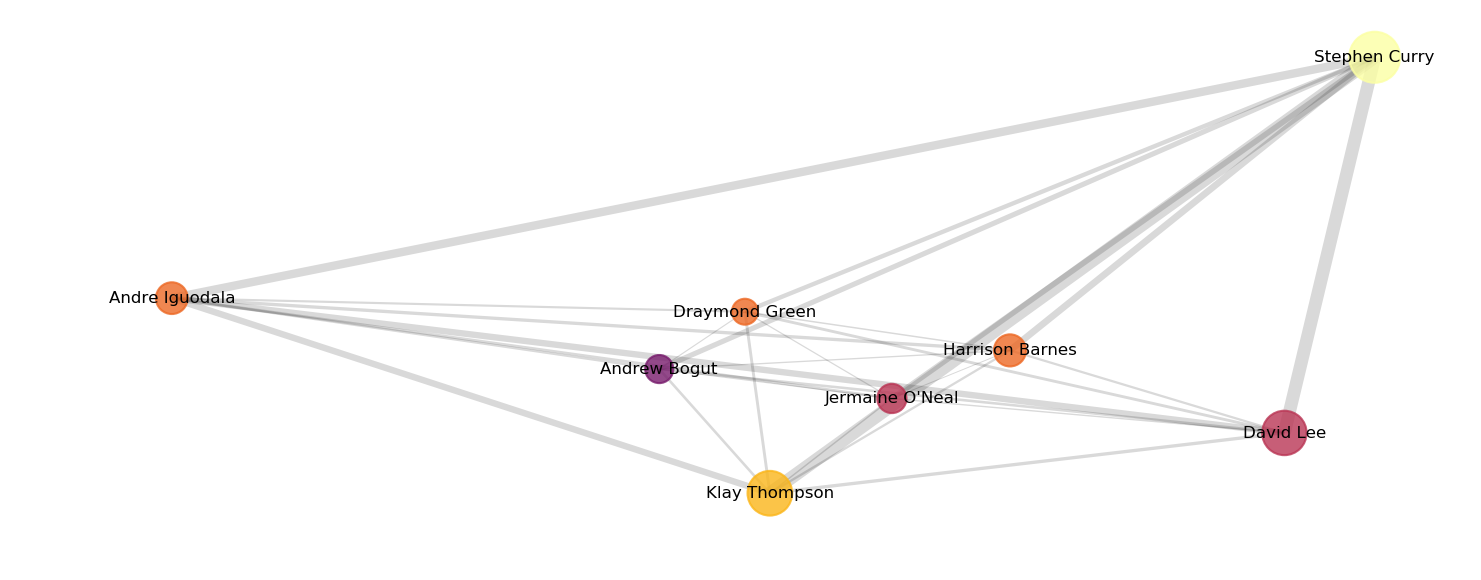 Stephen Curry
Andre Iguodala
Draymond Green
Harrison Barnes
Andrew Bogut
Jermaine O'Neal
David Lee
Klay Thompson